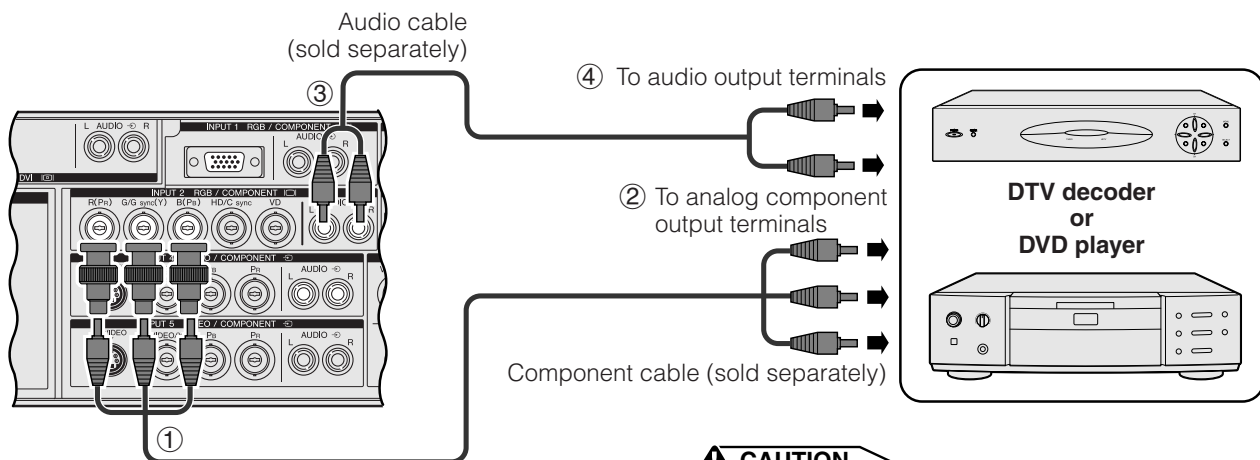 Audio cable
(sold separately)
③
④ To audio output terminals
L AUDIO R
INPUT 1 RGB / COMPONENT
AUDIO
L R
DVI
INPUT 2 RGB / COMPONENT
R(PR) G/G sync(Y) B(PB) HD/C sync VD
L R
② To analog component
output terminals
DTV decoder
or
DVD player
/ COMPONENT
PR
L AUDIO R
INPUT 5 / COMPONENT
PB PR
L AUDIO R
Component cable (sold separately)
①
CAUTION